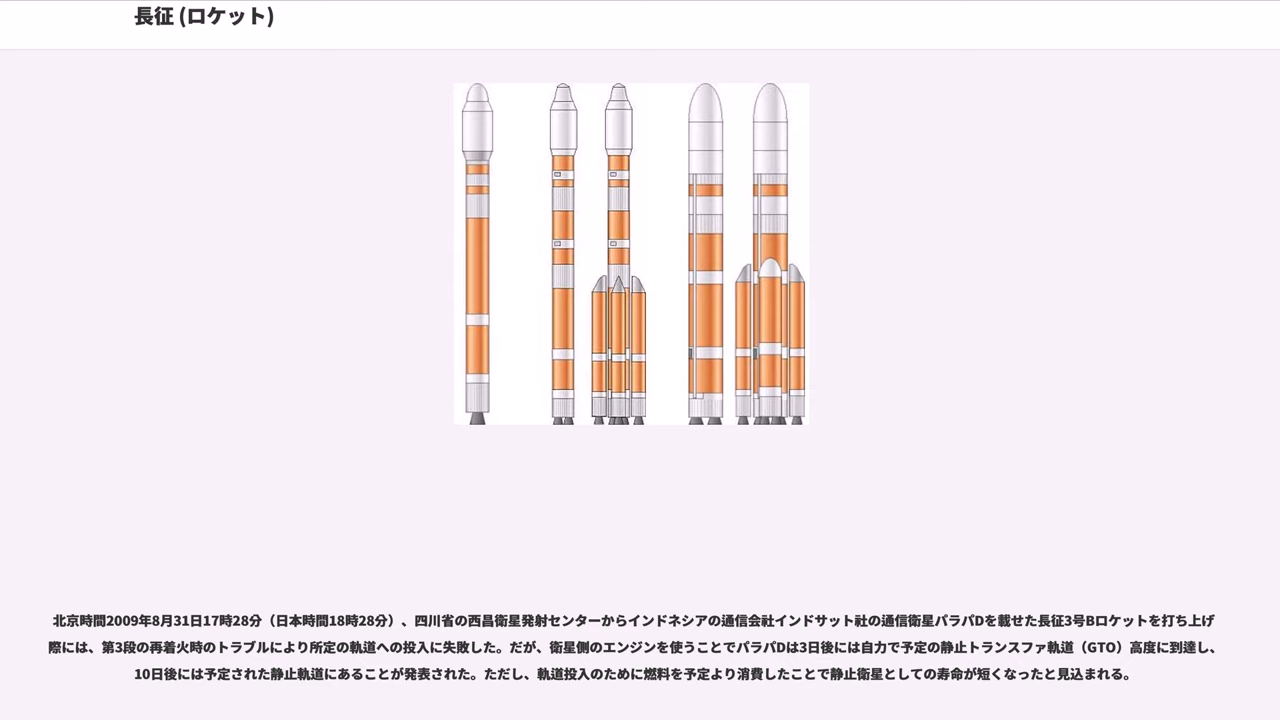 長征 (ロケット)
北京時間2009年8月31日17時28分（日本時間18時28分）、四川省の西昌衛星発射センターからインドネシアの通信会社インドサット社の通信衛星パラパDを載せた長征3号Bロケットを打ち上げ
際には、第3段の再着火時のトラブルにより所定の軌道への投入に失敗した。だが、衛星側のエンジンを使うことでパラパDは3日後には自力で予定の静止トランスファ軌道（GTO）高度に到達し、
10日後には予定された静止軌道にあることが発表された。ただし、軌道投入のために燃料を予定より消費したことで静止衛星としての寿命が短くなったと見込まれる。